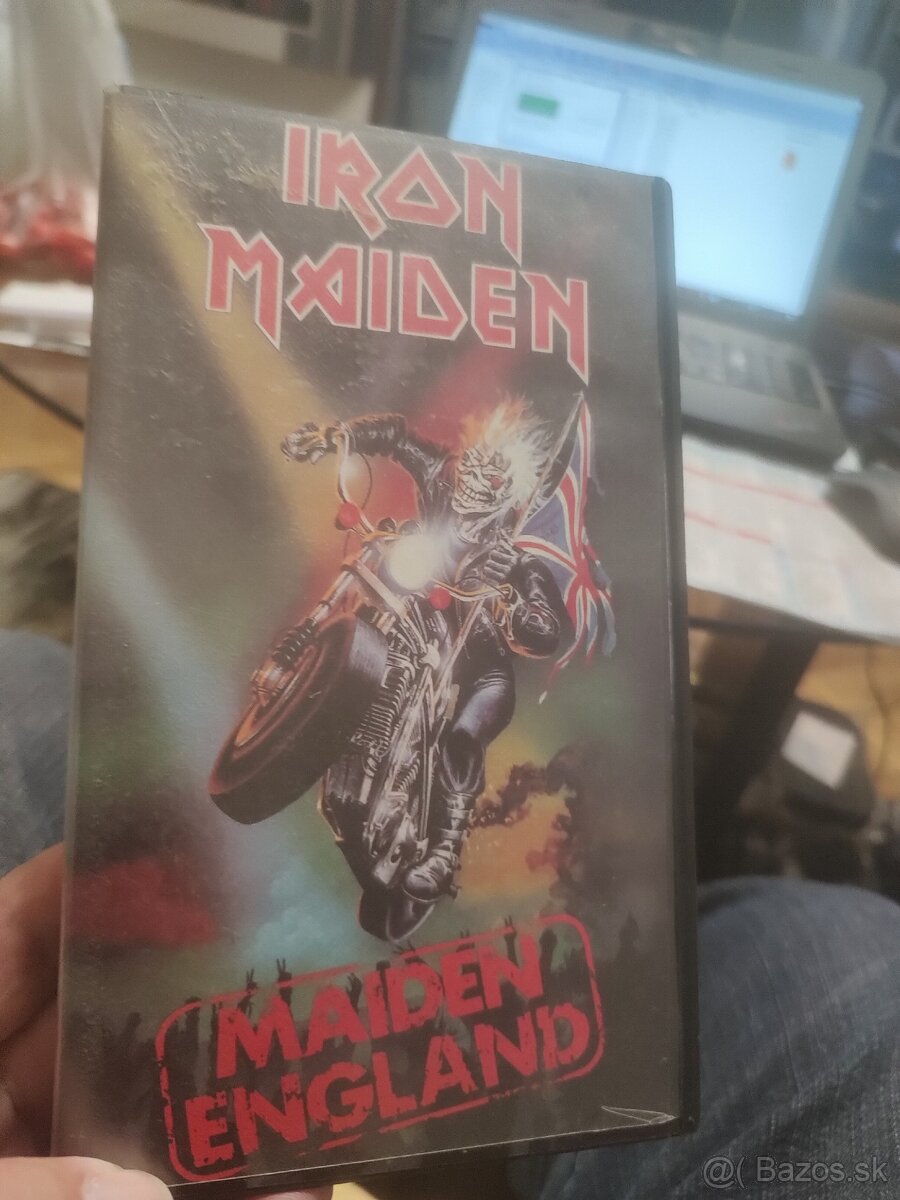 IRON
MAIDEN
MAIDEN
ENGLAND
@( Bazos.sk